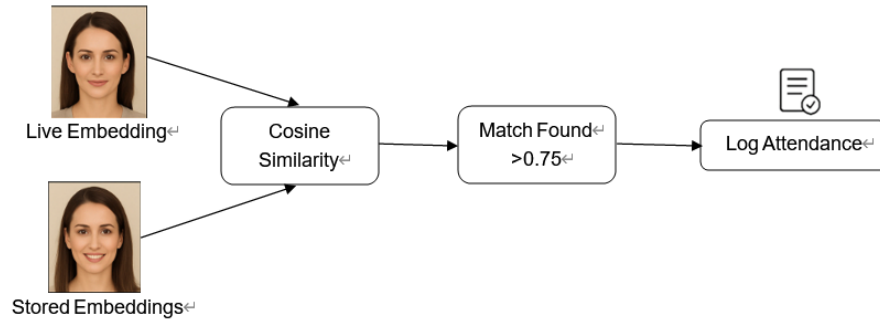 Live Embedding↵
Cosine
Similarity↵
Match Found↵
>0.75↵
Log Attendance↵
Stored Embeddings↵